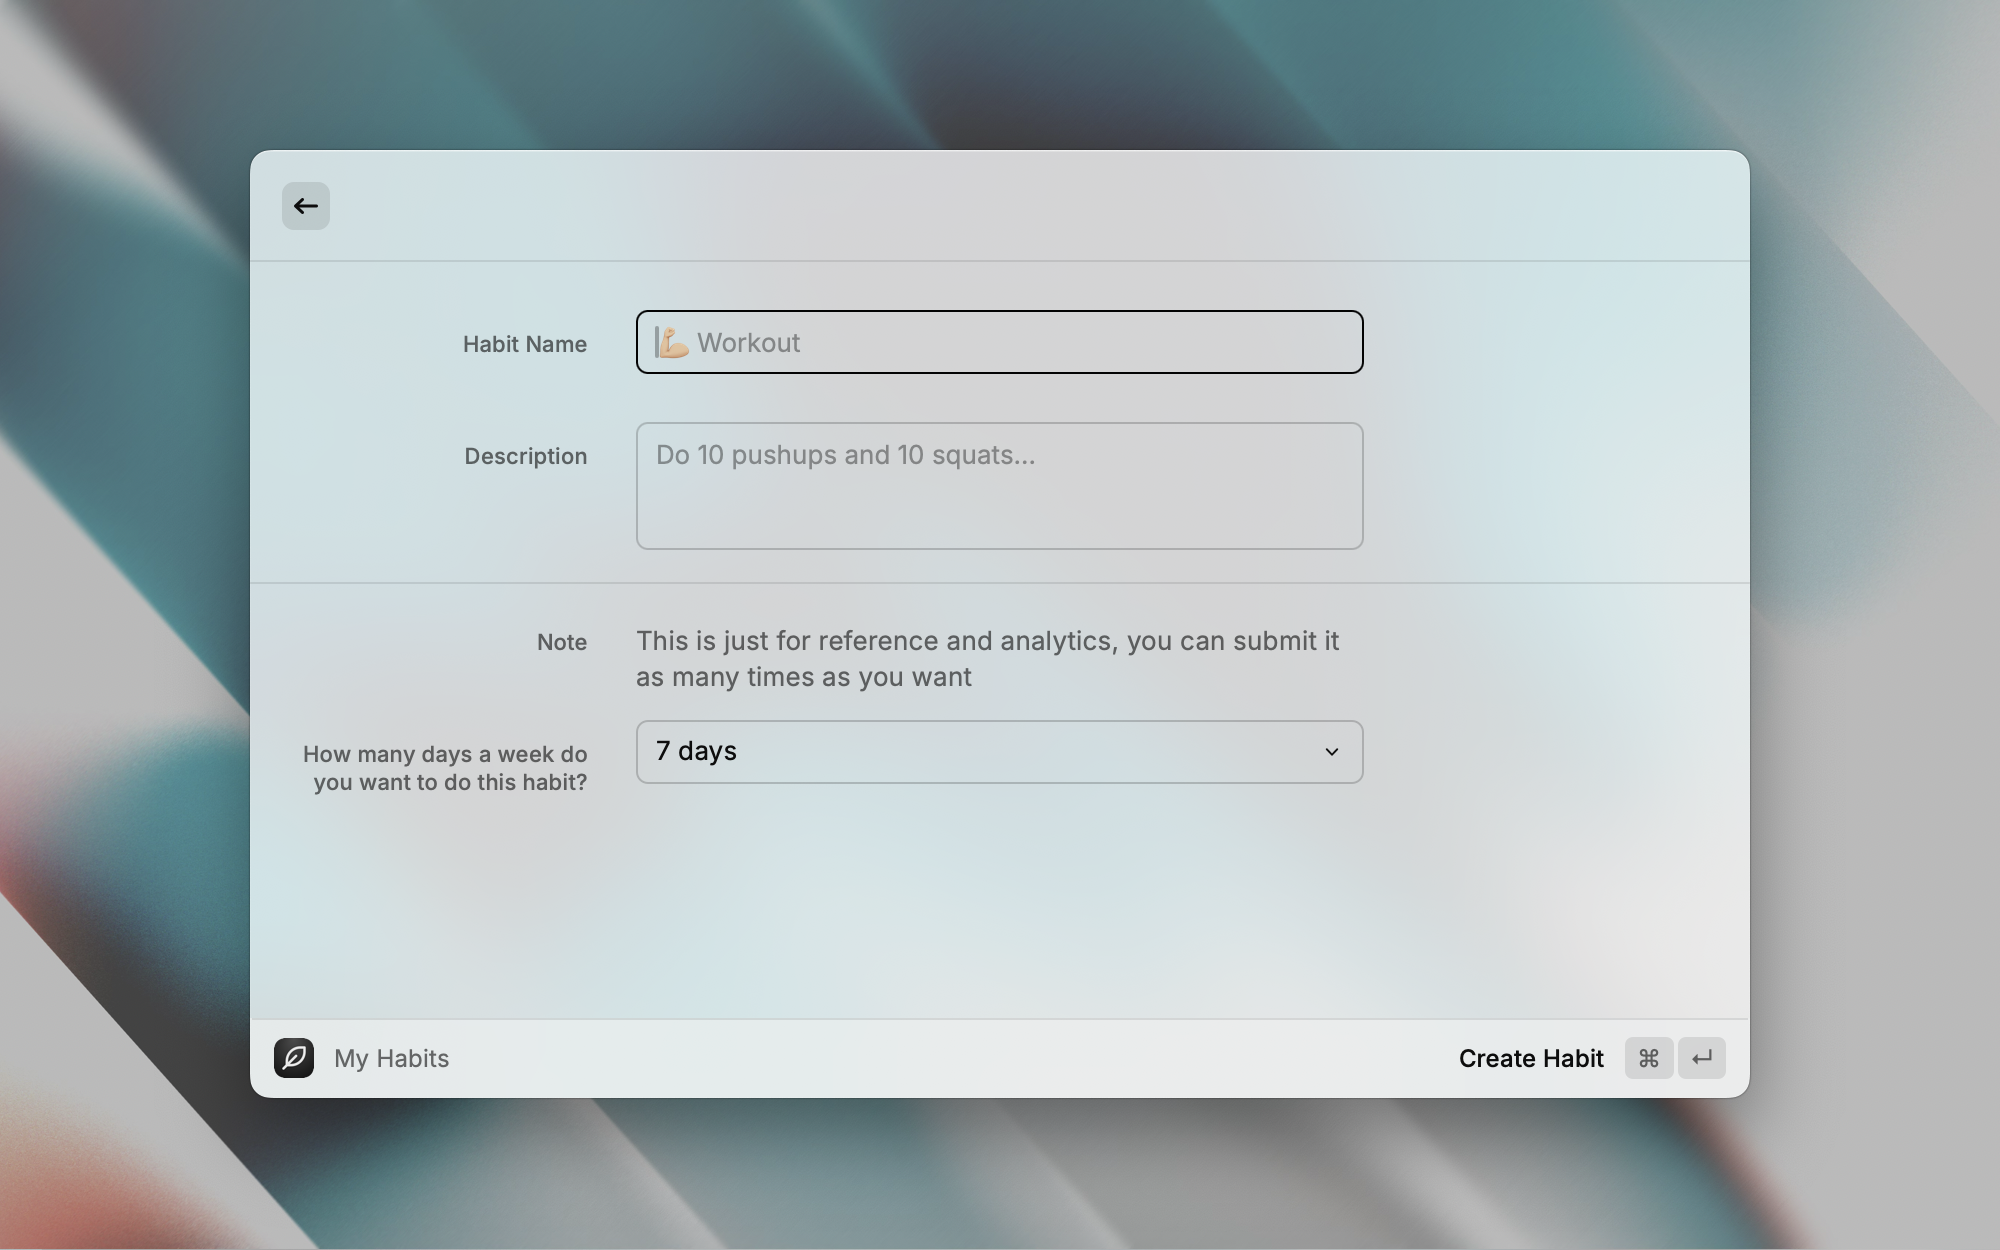 Habit Name
💪🏼 Workout
Description
Do 10 pushups and 10 squats...
Note
This is just for reference and analytics, you can submit it
as many times as you want
How many days a week do
you want to do this habit?
7 days
My Habits
Create Habit ⌘ ↵